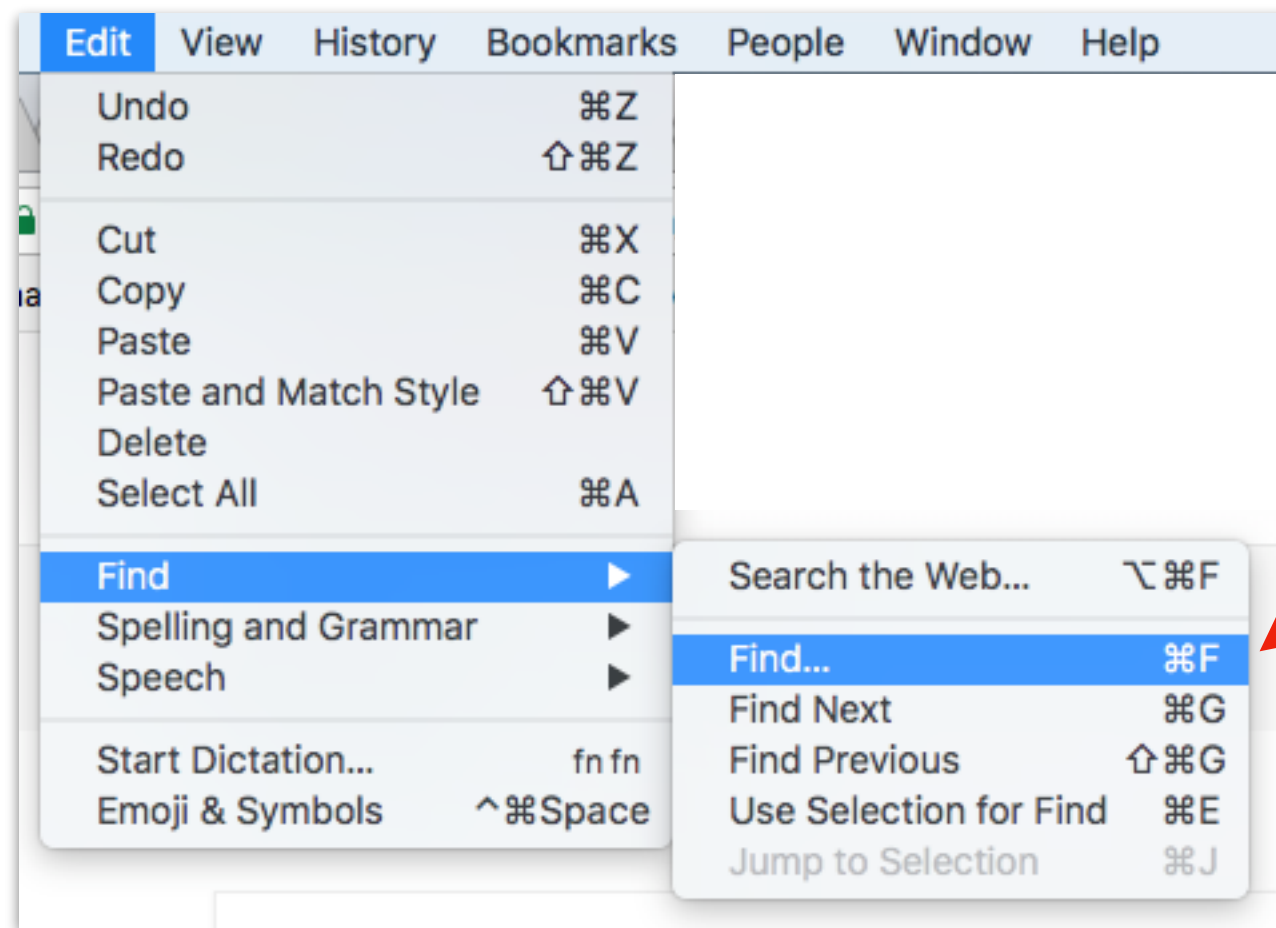 Edit View History Bookmarks People Window Help
Undo ⌘Z
Redo ⇧⌘Z
Cut ⌘X
Copy ⌘C
Paste ⌘V
Paste and Match Style ⇧⌘V
Delete
Select All ⌘A
Find ▶
Spelling and Grammar ▶
Speech ▶
Start Dictation... fn fn
Emoji & Symbols ^⌘Space
Search the Web... ⌥⌘F
Find... ⌘F
Find Next ⌘G
Find Previous ⇧⌘G
Use Selection for Find ⌘E
Jump to Selection ⌘J